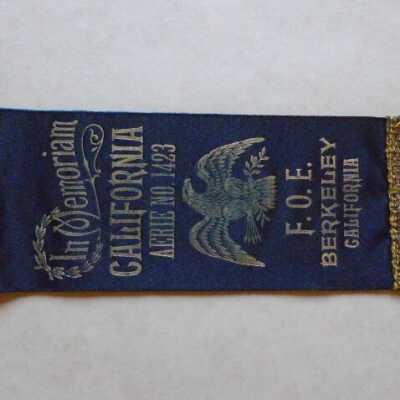 In Memoriam
CALIFORNIA
AERIE NO. 1423
F. O. E.
BERKELEY
CALIFORNIA